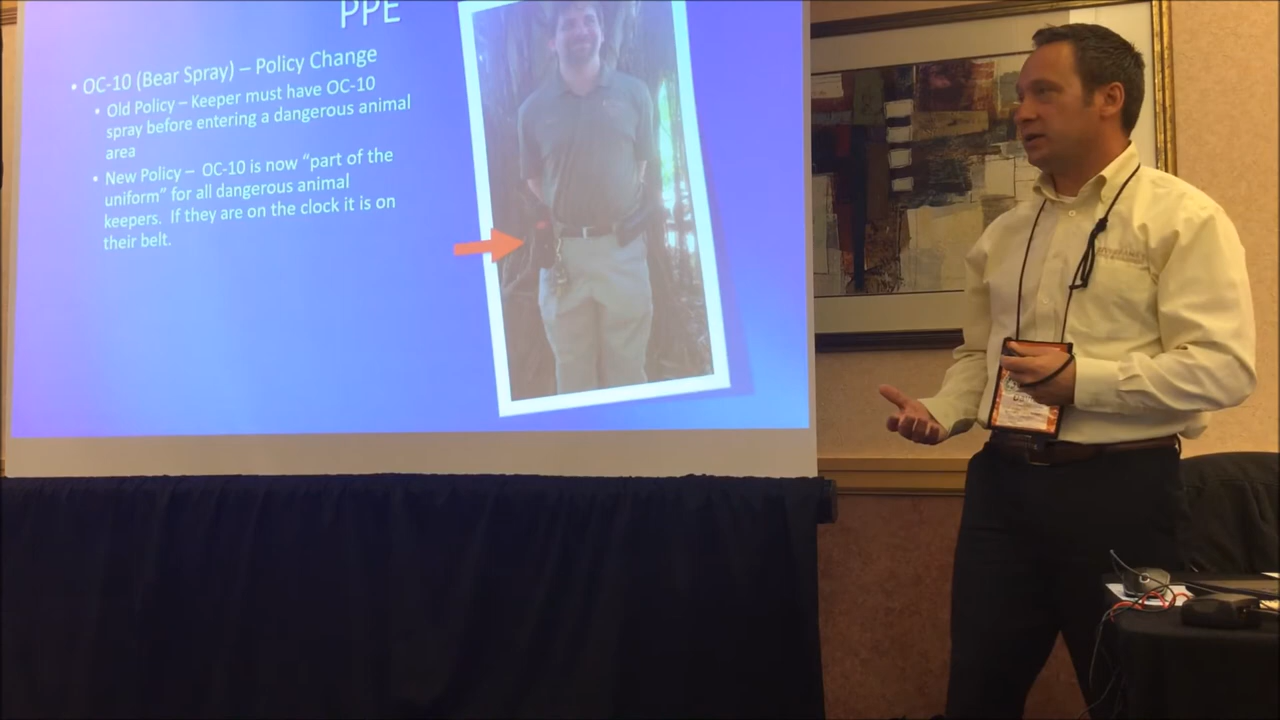 PPE
• OC-10 (Bear Spray) – Policy Change
• Old Policy – Keeper must have OC-10
spray before entering a dangerous animal
area
• New Policy – OC-10 is now “part of the
uniform” for all dangerous animal
keepers. If they are on the clock it is on
their belt.